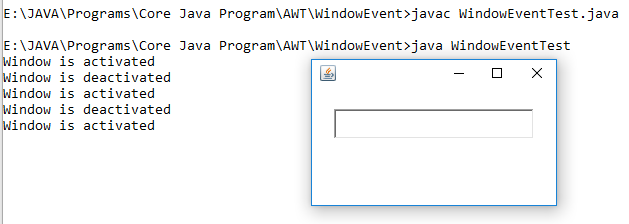 E:\JAVA\Programs\Core Java Program\AWT\WindowEvent>javac WindowEventTest.java
E:\JAVA\Programs\Core Java Program\AWT\WindowEvent>java WindowEventTest
Window is activated
Window is deactivated
Window is activated
Window is deactivated
Window is activated